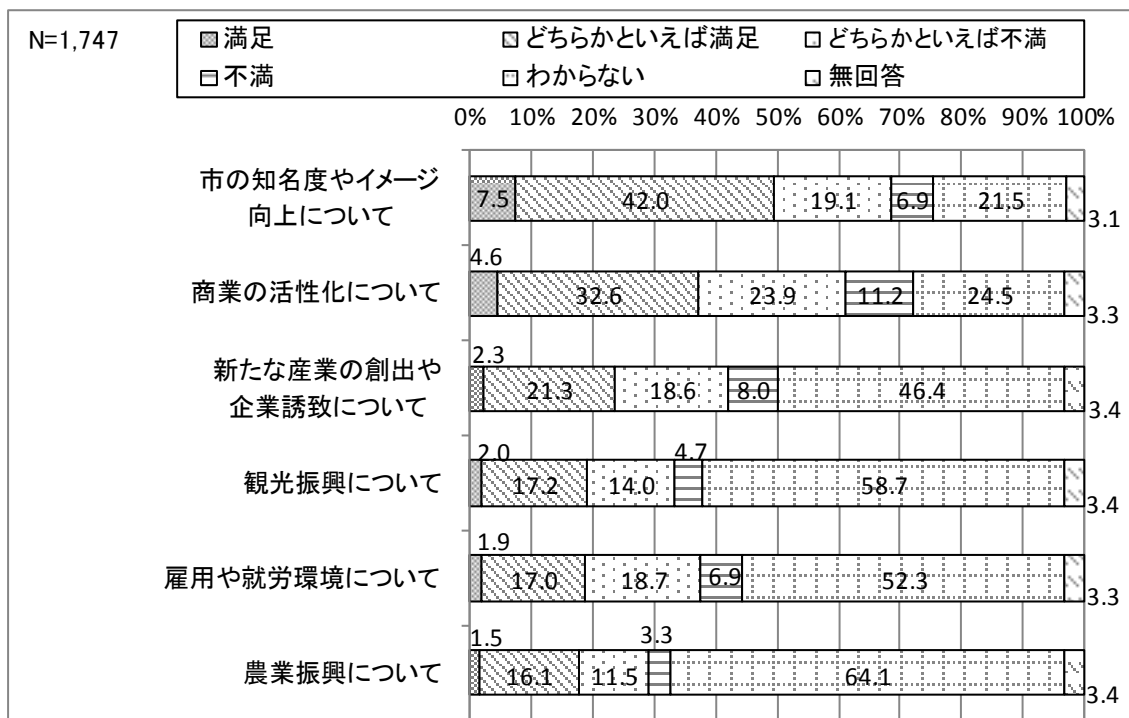 N=1,747
満足 どちらかといえば満足 どちらかといえば不満
不満 わからない 無回答
0% 10% 20% 30% 40% 50% 60% 70% 80% 90% 100%
市の知名度やイメージ
向上について
7.5 42.0 19.1 6.9 21.5 3.1
商業の活性化について
4.6 32.6 23.9 11.2 24.5 3.3
新たな産業の創出や
企業誘致について
2.3 21.3 18.6 8.0 46.4 3.4
観光振興について
2.0 17.2 14.0 4.7 58.7 3.4
雇用や就労環境について
1.9 17.0 18.7 6.9 52.3 3.3
農業振興について
1.5 16.1 11.5 3.3 64.1 3.4